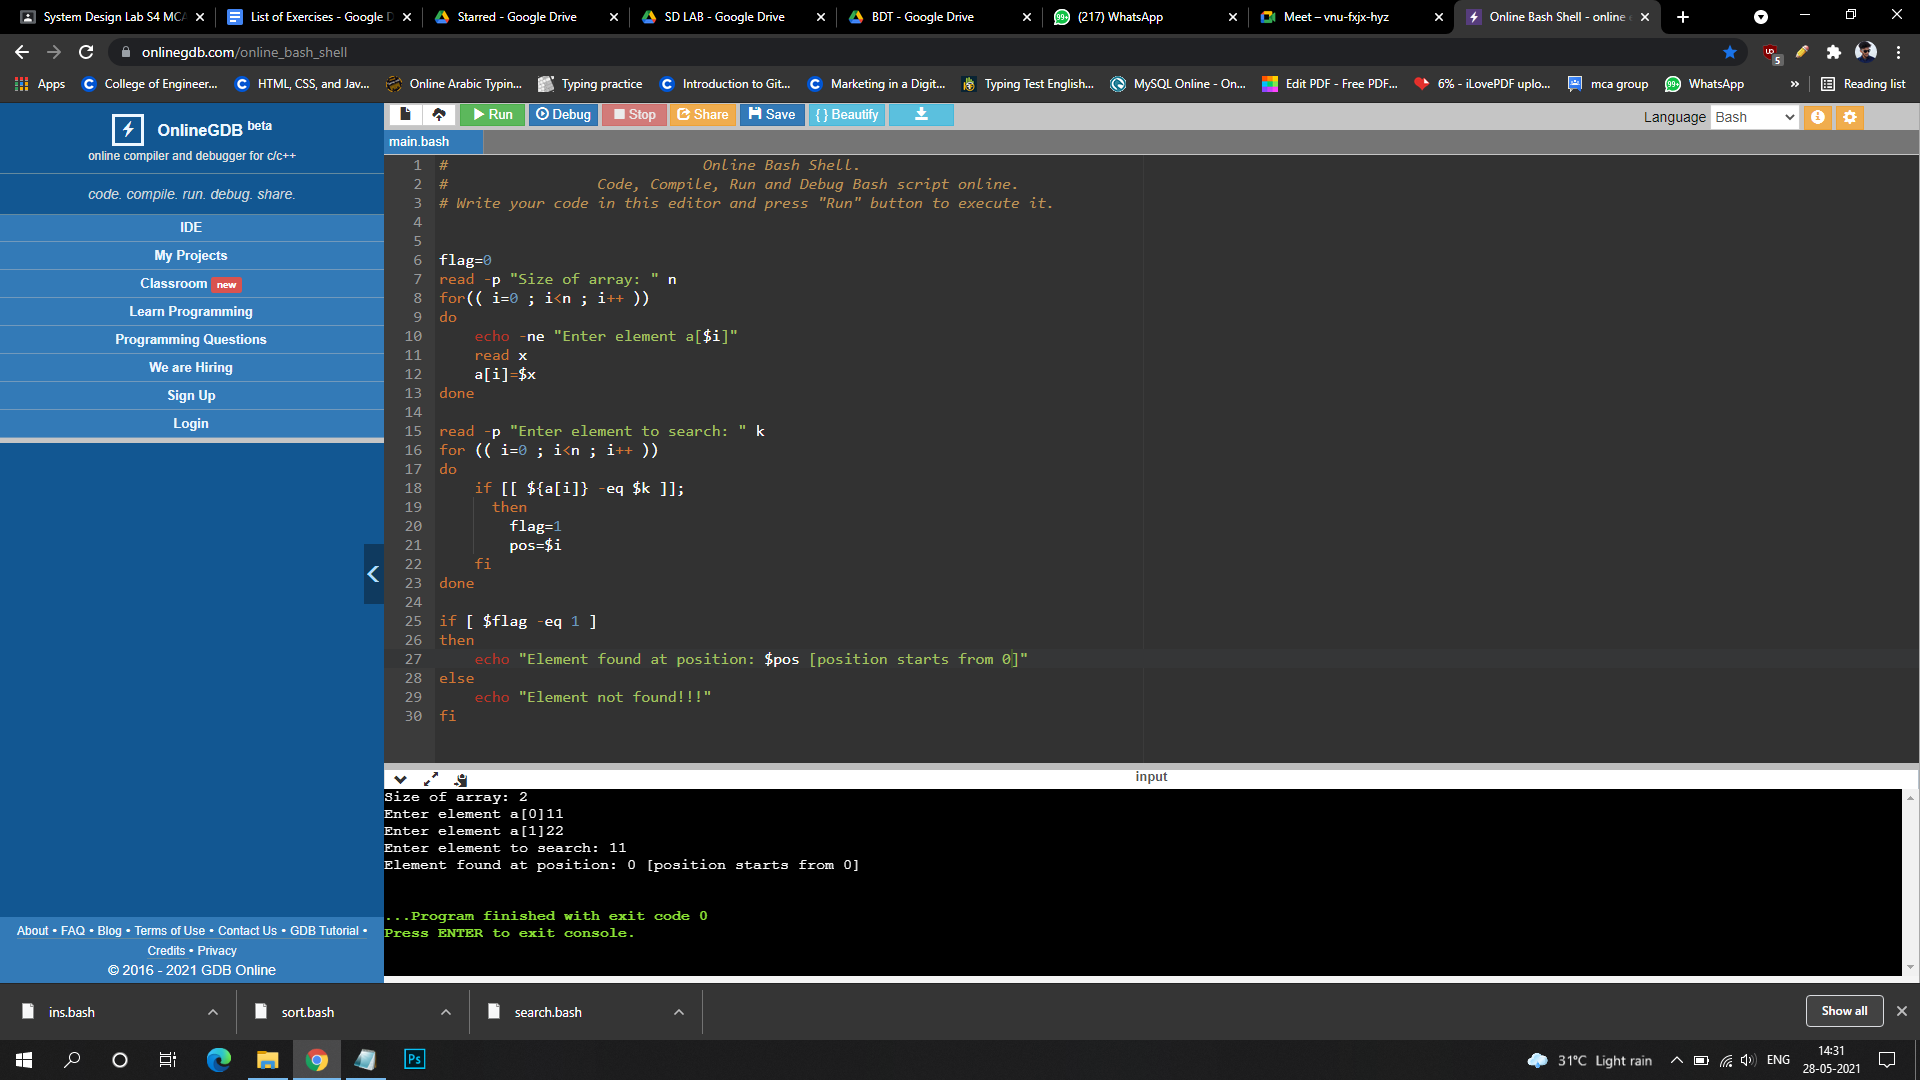 System Design Lab S4 MCA
List of Exercises - Google D
Starred - Google Drive
SD LAB - Google Drive
BDT - Google Drive
(217) WhatsApp
Meet – vnu-fxjx-hyz
Online Bash Shell - online
onlinegdb.com/online_bash_shell
5
Apps
College of Engineer...
HTML, CSS, and Jav...
Online Arabic Typin...
Typing practice
Introduction to Git...
Marketing in a Digit...
Typing Test English...
MySQL Online - On...
Edit PDF - Free PDF...
6% - iLovePDF uplo...
mca group
WhatsApp
»
Reading list
OnlineGDB beta
online compiler and debugger for c/c++
code. compile. run. debug. share.
IDE
My Projects
Classroom new
Learn Programming
Programming Questions
We are Hiring
Sign Up
Login
About • FAQ • Blog • Terms of Use • Contact Us • GDB Tutorial •
Credits • Privacy
© 2016 - 2021 GDB Online
Run
Debug
Stop
Share
Save
{ } Beautify
Language Bash
main.bash
1 # Online Bash Shell.
2 # Code, Compile, Run and Debug Bash script online.
3 # Write your code in this editor and press "Run" button to execute it.
4
5
6 flag=0
7 read -p "Size of array: " n
8 for(( i=0 ; i<n ; i++ ))
9 do
10 echo -ne "Enter element a[$i]"
11 read x
12 a[i]=$x
13 done
14
15 read -p "Enter element to search: " k
16 for (( i=0 ; i<n ; i++ ))
17 do
18 if [[ ${a[i]} -eq $k ]];
19 then
20 flag=1
21 pos=$i
22 fi
23 done
24
25 if [ $flag -eq 1 ]
26 then
27 echo "Element found at position: $pos [position starts from 0]"
28 else
29 echo "Element not found!!!"
30 fi
input
Size of array: 2
Enter element a[0]11
Enter element a[1]22
Enter element to search: 11
Element found at position: 0 [position starts from 0]
...Program finished with exit code 0
Press ENTER to exit console.
ins.bash
sort.bash
search.bash
Show all
Ps
31°C Light rain
ENG
14:31
28-05-2021